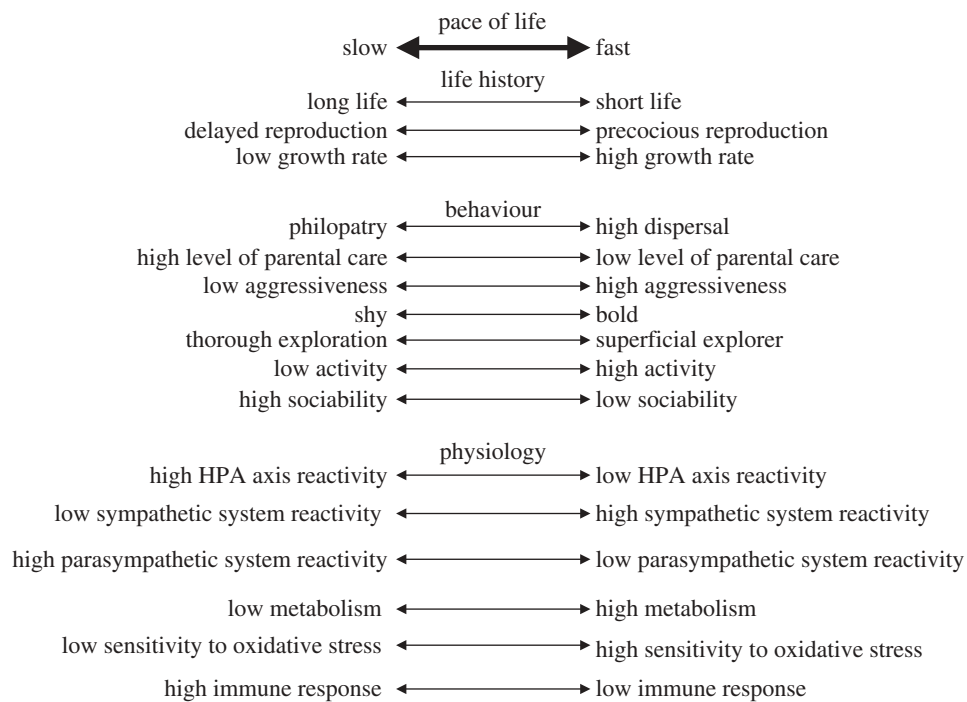 pace of life
slow fast
life history
long life short life
delayed reproduction precocious reproduction
low growth rate high growth rate
behaviour
philopatry high dispersal
high level of parental care low level of parental care
low aggressiveness high aggressiveness
shy bold
thorough exploration superficial explorer
low activity high activity
high sociability low sociability
physiology
high HPA axis reactivity low HPA axis reactivity
low sympathetic system reactivity high sympathetic system reactivity
high parasympathetic system reactivity low parasympathetic system reactivity
low metabolism high metabolism
low sensitivity to oxidative stress high sensitivity to oxidative stress
high immune response low immune response